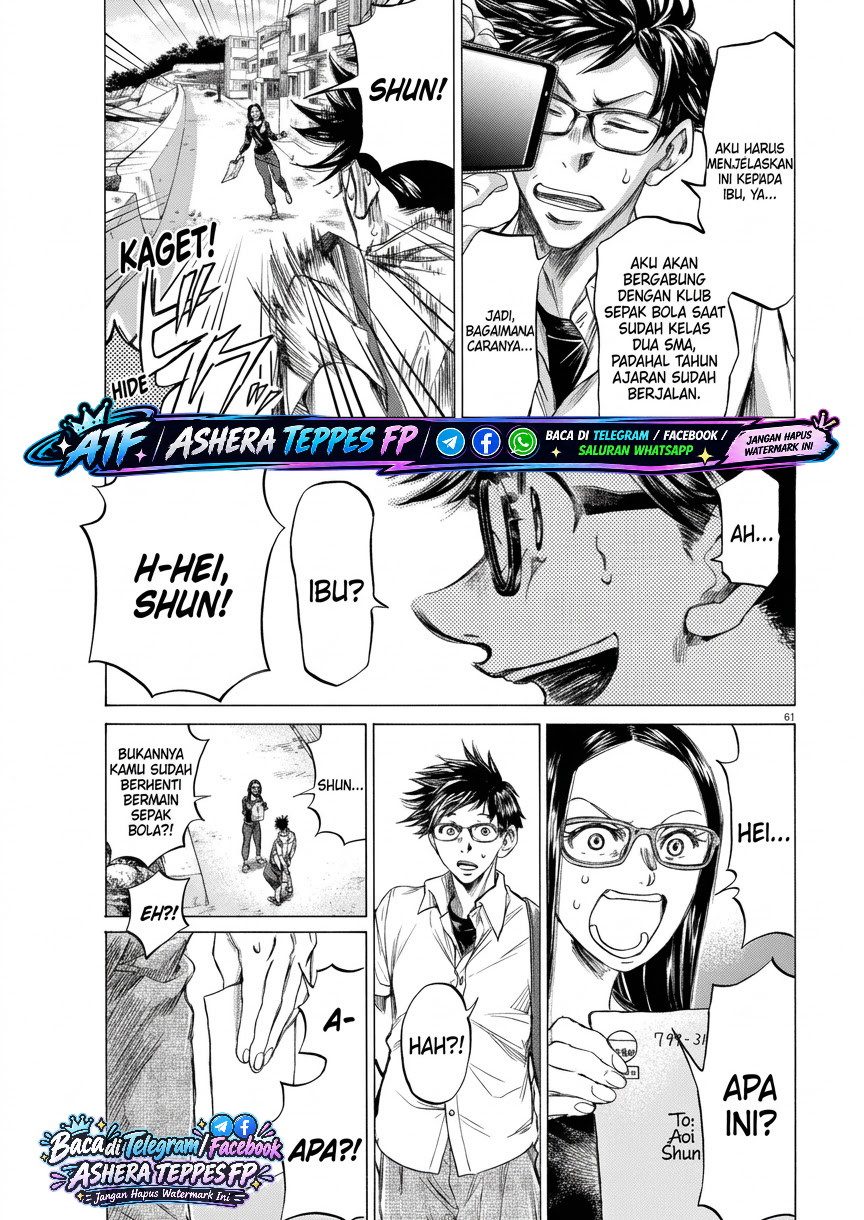 AKU HARUS
MENJELASKAN
INI KEPADA
IBU, YA...
AKU AKAN
BERGABUNG
DENGAN KLUB
SEPAK BOLA SAAT
SUDAH KELAS
DUA SMA,
PADAHAL TAHUN
AJARAN SUDAH
BERJALAN.
JADI,
BAGAIMANA
CARANYA...
SHUN!
KAGET!
HIDE
ATF
ASHERA TEPPES FP
BACA DI TELEGRAM / FACEBOOK /
SALURAN WHATSAPP
JANGAN HAPUS
WATERMARK INI
AH...
IBU?
H-HEI,
SHUN!
61
HEI...
APA
INI?
799-31
To:
Aoi
Shun
HAH?!
SHUN...
BUKANNYA
KAMU SUDAH
BERHENTI
BERMAIN
SEPAK
BOLA?!
EH?!
A-
APA?!
Baca di Telegram/Facebook
ASHERA TEPPES FP
Jangan Hapus Watermark Ini